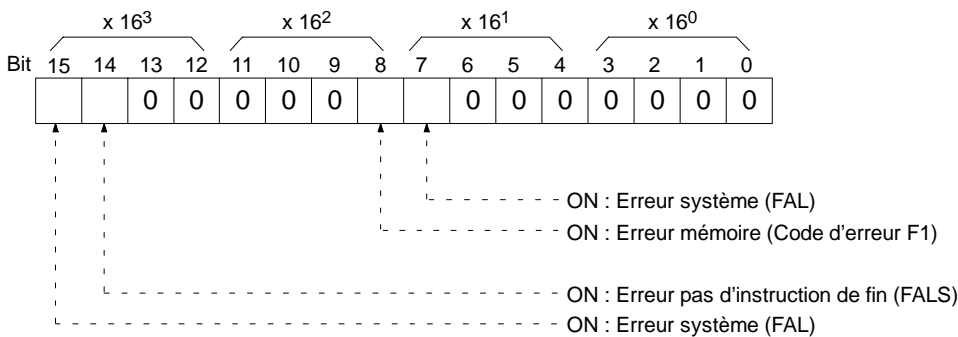 x 16³ x 16² x 16¹ x 16⁰
Bit 15 14 13 12 11 10 9 8 7 6 5 4 3 2 1 0
0 0 0 0 0 0 0 0 0 0 0 0
ON : Erreur système (FAL)
ON : Erreur mémoire (Code d'erreur F1)
ON : Erreur pas d'instruction de fin (FALS)
ON : Erreur système (FAL)